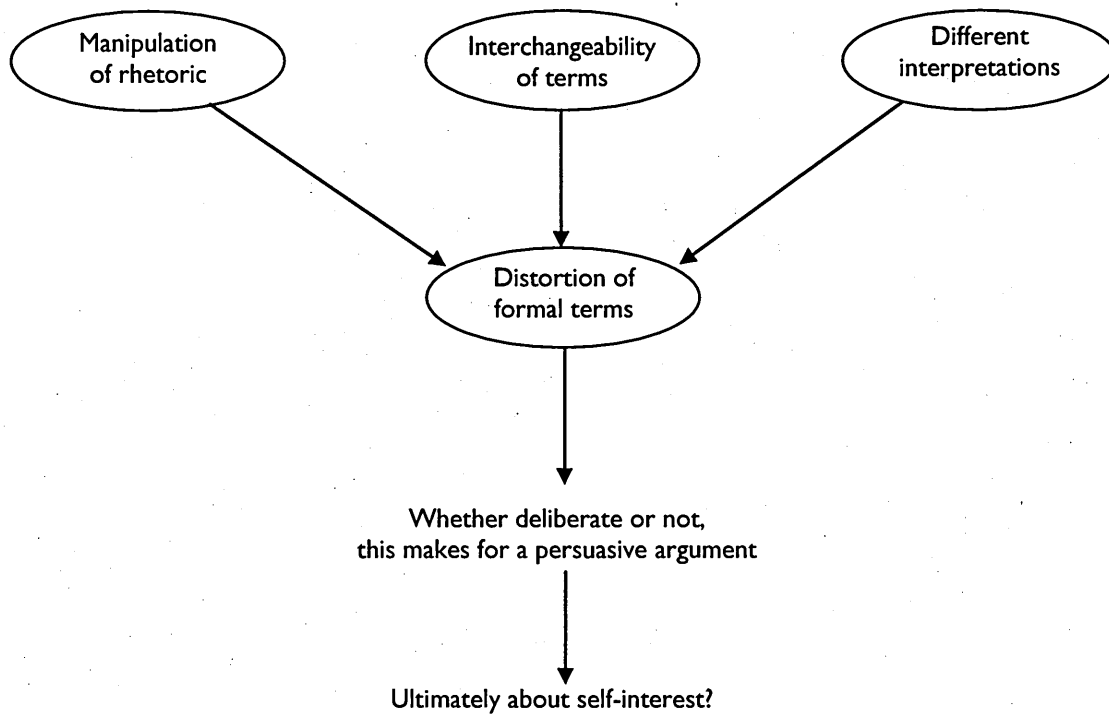 Manipulation
of rhetoric
Interchangeability
of terms
Different
interpretations
Distortion of
formal terms
Whether deliberate or not,
this makes for a persuasive argument
Ultimately about self-interest?